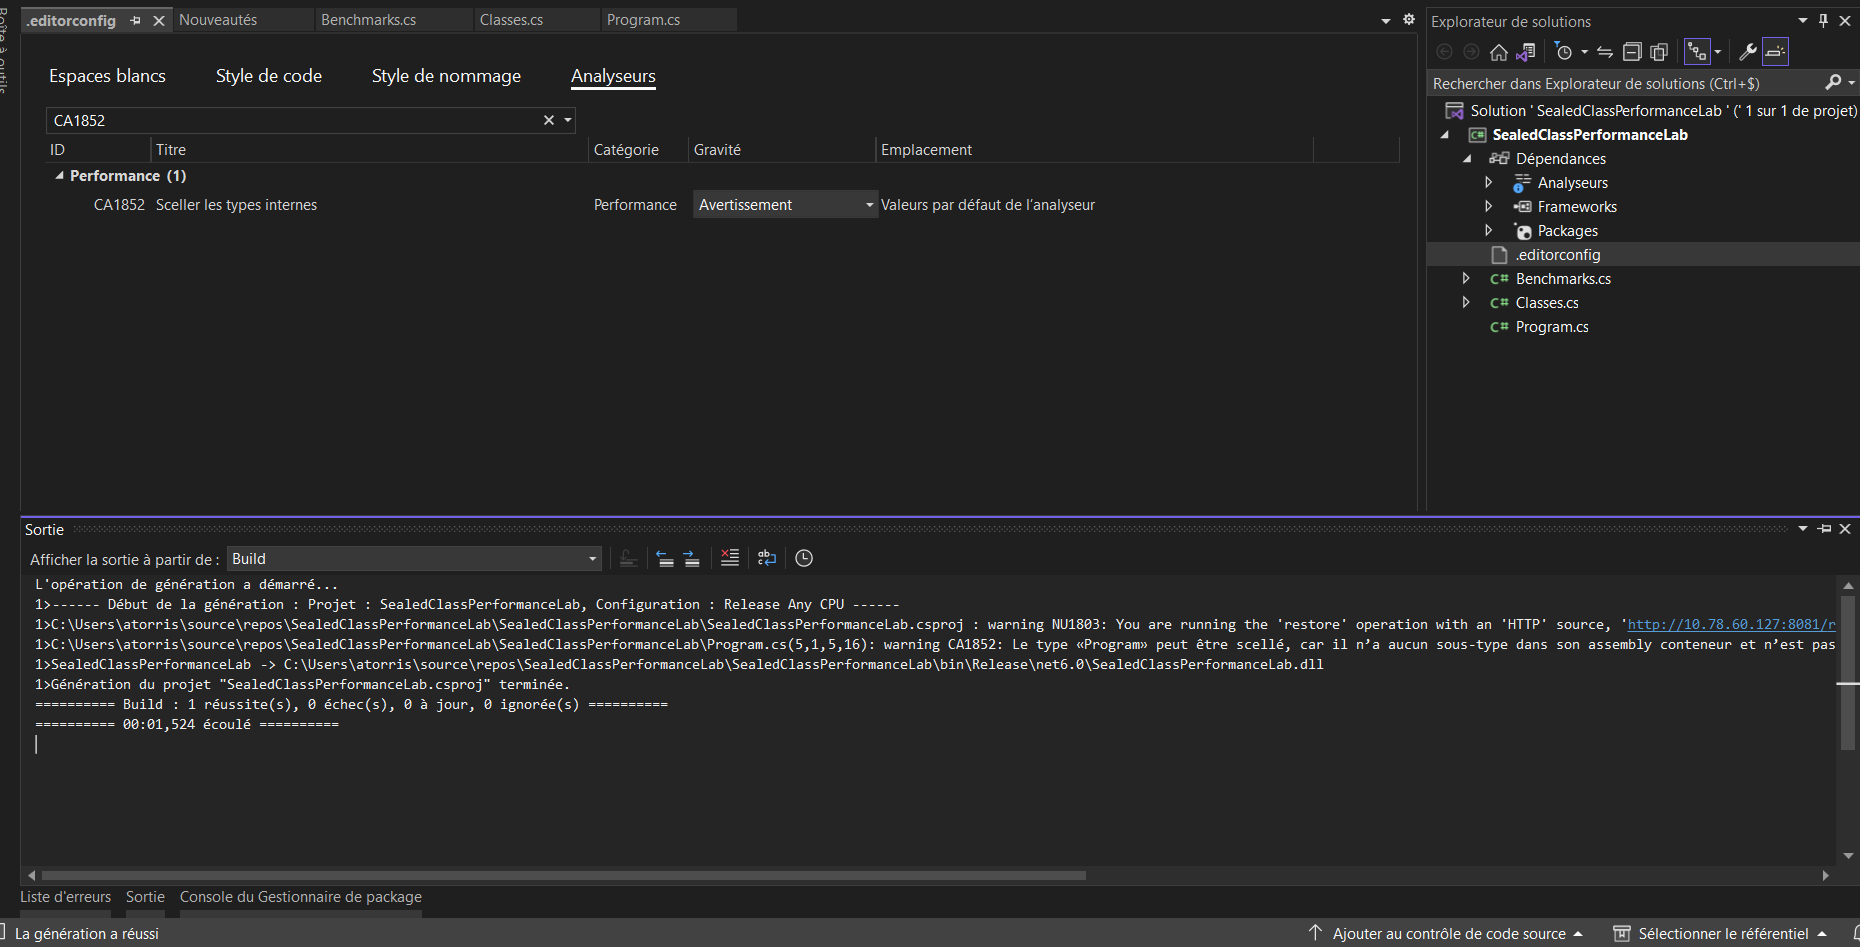 Boîte à outils
.editorconfig
Nouveautés
Benchmarks.cs
Classes.cs
Program.cs
Espaces blancs
Style de code
Style de nommage
Analyseurs
CA1852
ID
Titre
Catégorie
Gravité
Emplacement
Performance (1)
CA1852 Sceller les types internes Performance Avertissement Valeurs par défaut de l’analyseur
Explorateur de solutions
Rechercher dans Explorateur de solutions (Ctrl+$)
Solution ' SealedClassPerformanceLab ' (' 1 sur 1 de projet)
C# SealedClassPerformanceLab
Dépendances
Analyseurs
Frameworks
Packages
.editorconfig
C# Benchmarks.cs
C# Classes.cs
C# Program.cs
Sortie
Afficher la sortie à partir de : Build
L'opération de génération a démarré...
1>------ Début de la génération : Projet : SealedClassPerformanceLab, Configuration : Release Any CPU ------
1>C:\Users\atorris\source\repos\SealedClassPerformanceLab\SealedClassPerformanceLab\SealedClassPerformanceLab.csproj : warning NU1803: You are running the 'restore' operation with an 'HTTP' source, 'http://10.78.60.127:8081/r
1>C:\Users\atorris\source\repos\SealedClassPerformanceLab\SealedClassPerformanceLab\Program.cs(5,1,5,16): warning CA1852: Le type «Program» peut être scellé, car il n’a aucun sous-type dans son assembly conteneur et n’est pas
1>SealedClassPerformanceLab -> C:\Users\atorris\source\repos\SealedClassPerformanceLab\SealedClassPerformanceLab\bin\Release\net6.0\SealedClassPerformanceLab.dll
1>Génération du projet "SealedClassPerformanceLab.csproj" terminée.
========== Build : 1 réussite(s), 0 échec(s), 0 à jour, 0 ignorée(s) ==========
========== 00:01,524 écoulé ==========
Liste d'erreurs
Sortie
Console du Gestionnaire de package
La génération a réussi
Ajouter au contrôle de code source
Sélectionner le référentiel